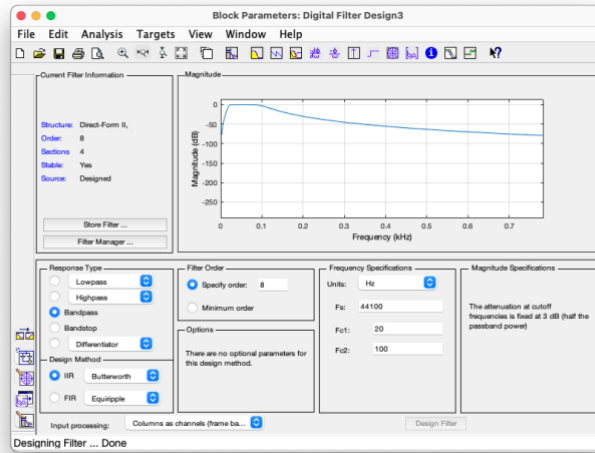 Block Parameters: Digital Filter Design3
File Edit Analysis Targets View Window Help
Current Filter Information
Structure: Direct-Form II,
Order: 8
Sections 4
Stable: Yes
Source: Designed
Store Filter ...
Filter Manager ...
Magnitude
Magnitude (dB)
0
-50
-100
-150
-200
-250
0 0.1 0.2 0.3 0.4 0.5 0.6 0.7
Frequency (kHz)
Response Type
Lowpass
Highpass
Bandpass
Bandstop
Differentiator
Design Method
IIR Butterworth
FIR Equiripple
Filter Order
Specify order: 8
Minimum order
Options
There are no optional parameters for
this design method.
Frequency Specifications
Units: Hz
Fs: 44100
Fc1: 20
Fc2: 100
Magnitude Specifications
The attenuation at cutoff
frequencies is fixed at 3 dB (half the
passband power)
Input processing: Columns as channels (frame ba...
Design Filter
Designing Filter ... Done